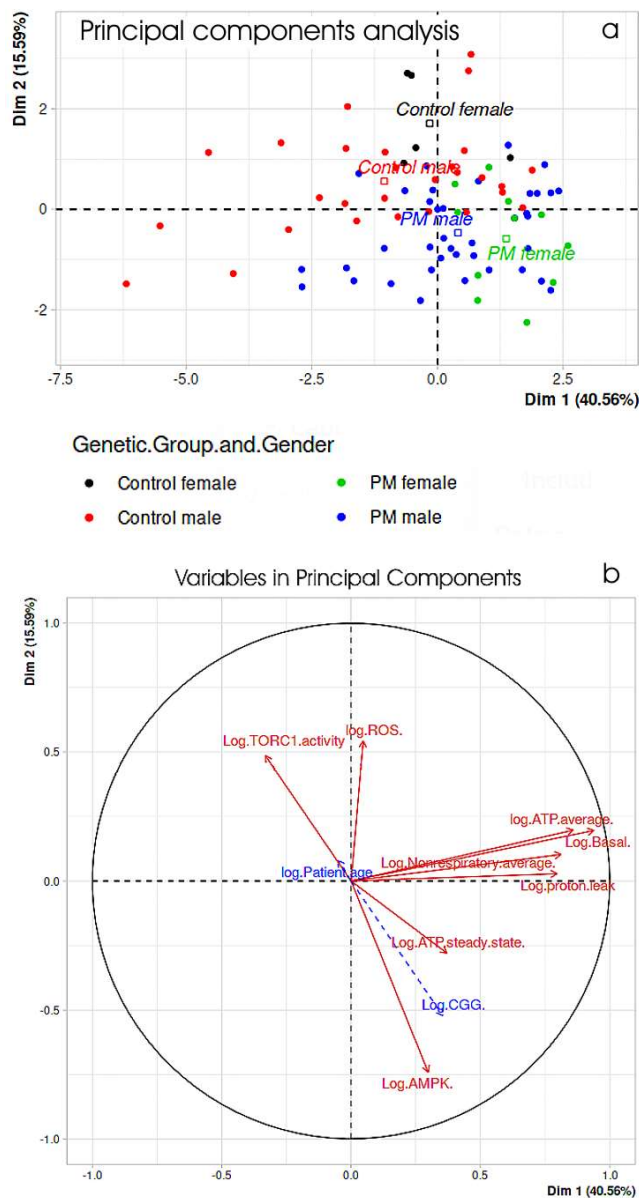 Principal components analysis
a
Dim 2 (15.59%)
2
0
-2
Control female
Control male
PM male
PM female
-7.5
-5.0
-2.5
0.0
2.5
Dim 1 (40.56%)
Genetic.Group.and.Gender
Control female
PM female
Control male
PM male
Variables in Principal Components
b
Dim 2 (15.59%)
1.0
0.5
0.0
-0.5
-1.0
log.ROS.
Log.TORC1.activity
log.ATP.average.
Log.Basal.
log.Patient.age
Log.Nonrespiratory.average.
Log.proton.leak
Log.ATP.steady.state.
Log.CGG.
Log.AMPK.
-1.0
-0.5
0.0
0.5
1.0
Dim 1 (40.56%)